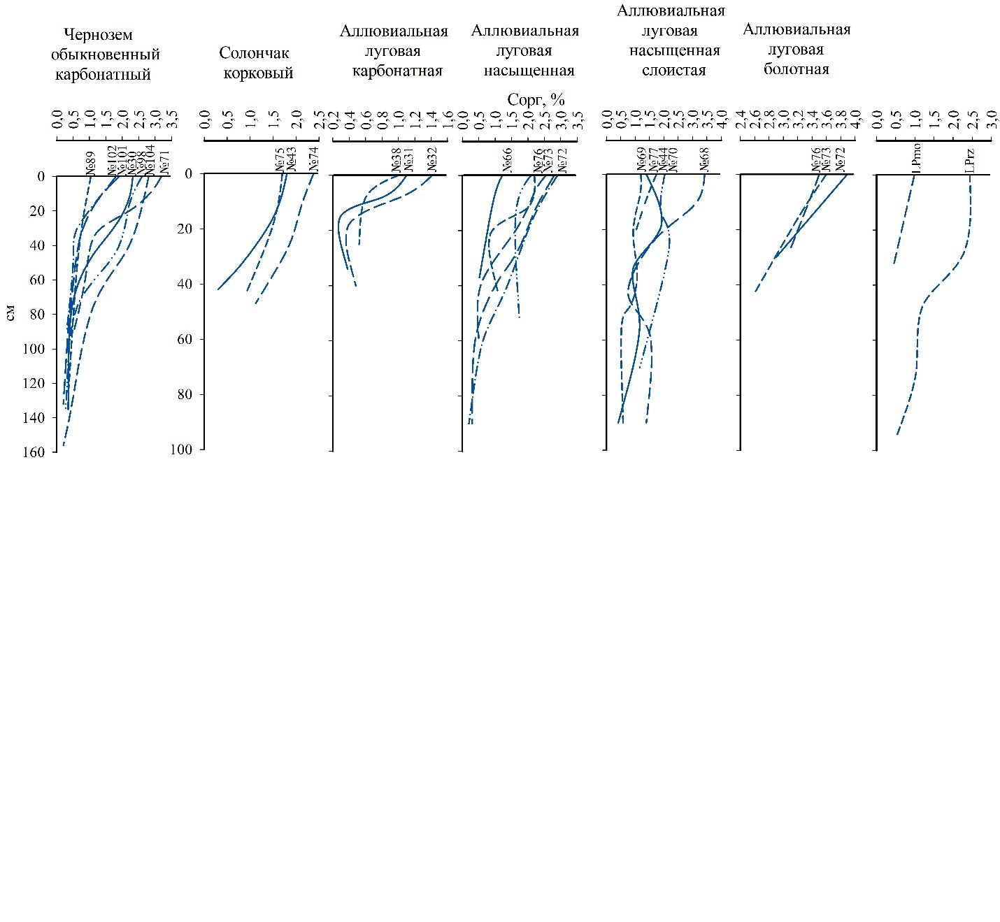 Чернозем
обыкновенный
карбонатный
Солончак
корковый
Аллювиальная
луговая
карбонатная
Аллювиальная
луговая
насыщенная
Аллювиальная
луговая
насыщенная
слоистая
Аллювиальная
луговая
болотная
Сорг, %
0,0 0,5 1,0 1,5 2,0 2,5 3,0 3,5
0,0 0,5 1,0 1,5 2,0 2,5
0,2 0,4 0,6 0,8 1,0 1,2 1,4 1,6
0,0 0,5 1,0 1,5 2,0 2,5 3,0 3,5
0,0 0,5 1,0 1,5 2,0 2,5 3,0 3,5 4,0
2,4 2,6 2,8 3,0 3,2 3,4 3,6 3,8 4,0
0,0 0,5 1,0 1,5 2,0 2,5 3,0
№89 №102 №101 №30 №98 №104 №71
№75 №43 №74
№38 №31 №32
№66 №76 №73 №72
№69 №77 №44 №70 №68
№76 №73 №72
LPmo LPrz
см
0
20
40
60
80
100
120
140
160
0
20
40
60
80
100